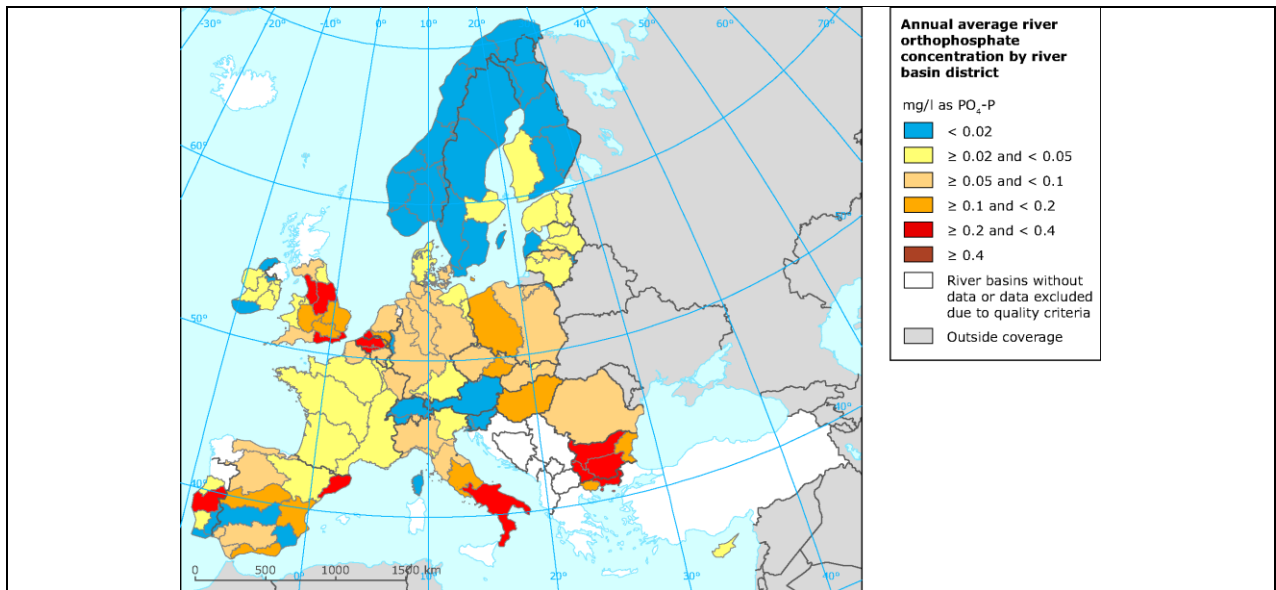 -30°
-20°
-10°
0°
10°
20°
30°
40°
50°
60°
70°
60°
50°
50°
40°
40°
0°
10°
20°
30°
40°
0 500 1000 1500 km
Annual average river
orthophosphate
concentration by river
basin district
mg/l as PO4-P
< 0.02
≥ 0.02 and < 0.05
≥ 0.05 and < 0.1
≥ 0.1 and < 0.2
≥ 0.2 and < 0.4
≥ 0.4
River basins without
data or data excluded
due to quality criteria
Outside coverage